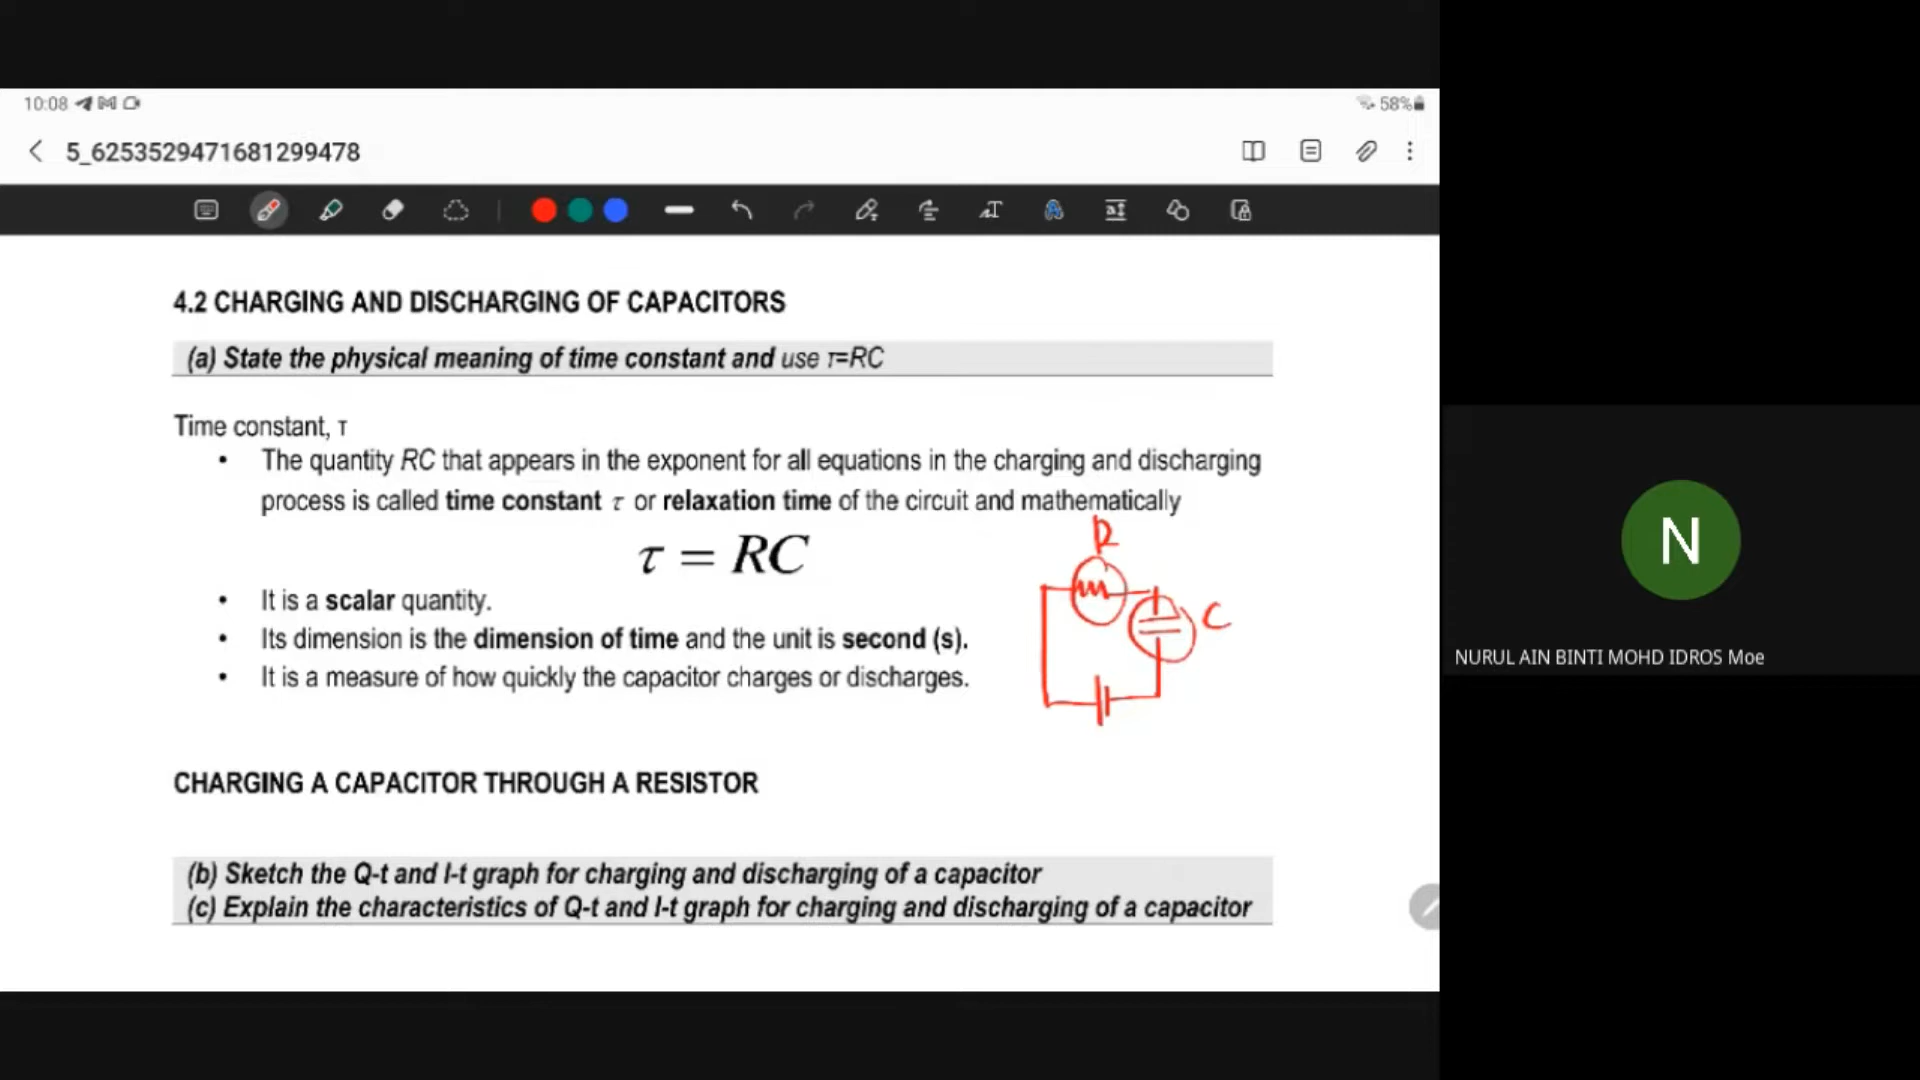 10:08
58%
5_6253529471681299478
4.2 CHARGING AND DISCHARGING OF CAPACITORS
(a) State the physical meaning of time constant and use τ=RC
Time constant, τ
• The quantity RC that appears in the exponent for all equations in the charging and discharging
process is called time constant τ or relaxation time of the circuit and mathematically
τ = RC
R
C
• It is a scalar quantity.
• Its dimension is the dimension of time and the unit is second (s).
• It is a measure of how quickly the capacitor charges or discharges.
CHARGING A CAPACITOR THROUGH A RESISTOR
(b) Sketch the Q-t and I-t graph for charging and discharging of a capacitor
(c) Explain the characteristics of Q-t and I-t graph for charging and discharging of a capacitor
N
NURUL AIN BINTI MOHD IDROS Moe